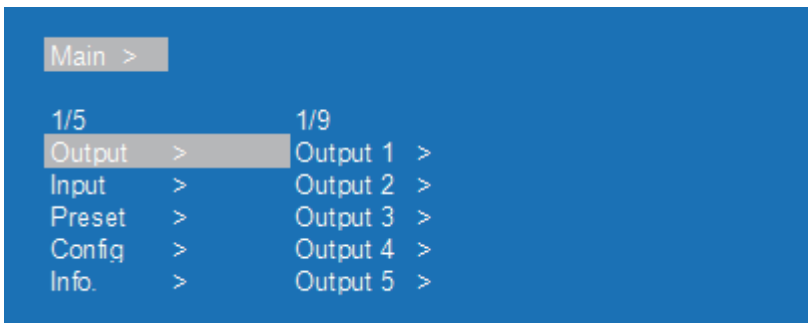 Main >
1/5 1/9
Output > Output 1 >
Input > Output 2 >
Preset > Output 3 >
Config > Output 4 >
Info. > Output 5 >